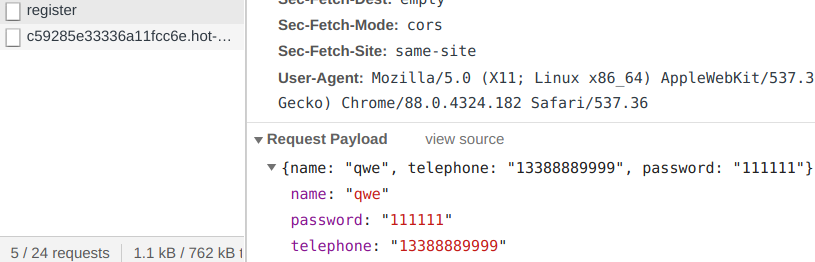 register
c59285e33336a11fcc6e.hot-…
5 / 24 requests
1.1 kB / 762 kB
Sec-Fetch-Dest: empty
Sec-Fetch-Mode: cors
Sec-Fetch-Site: same-site
User-Agent: Mozilla/5.0 (X11; Linux x86_64) AppleWebKit/537.3
Gecko) Chrome/88.0.4324.182 Safari/537.36
Request Payload view source
{name: "qwe", telephone: "13388889999", password: "111111"}
name: "qwe"
password: "111111"
telephone: "13388889999"